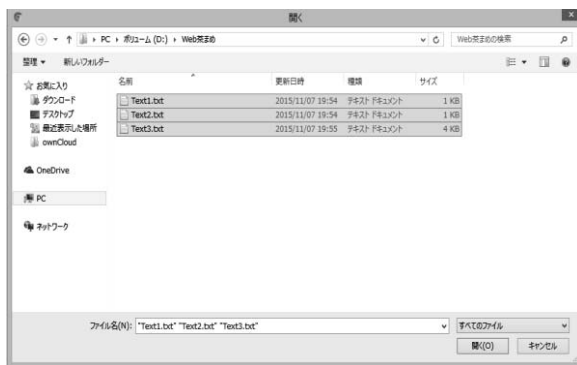 開く
PC ▸ ボリューム (D:) ▸ Web茶まめ
Web茶まめの検索
整理 新しいフォルダー
名前 更新日時 種類 サイズ
お気に入り
ダウンロード
デスクトップ
最近表示した場所
ownCloud
OneDrive
PC
ネットワーク
Text1.txt 2015/11/07 19:54 テキスト ドキュメント 1 KB
Text2.txt 2015/11/07 19:54 テキスト ドキュメント 1 KB
Text3.txt 2015/11/07 19:55 テキスト ドキュメント 4 KB
ファイル名(N): "Text1.txt" "Text2.txt" "Text3.txt"
すべてのファイル
開く(O) キャンセル